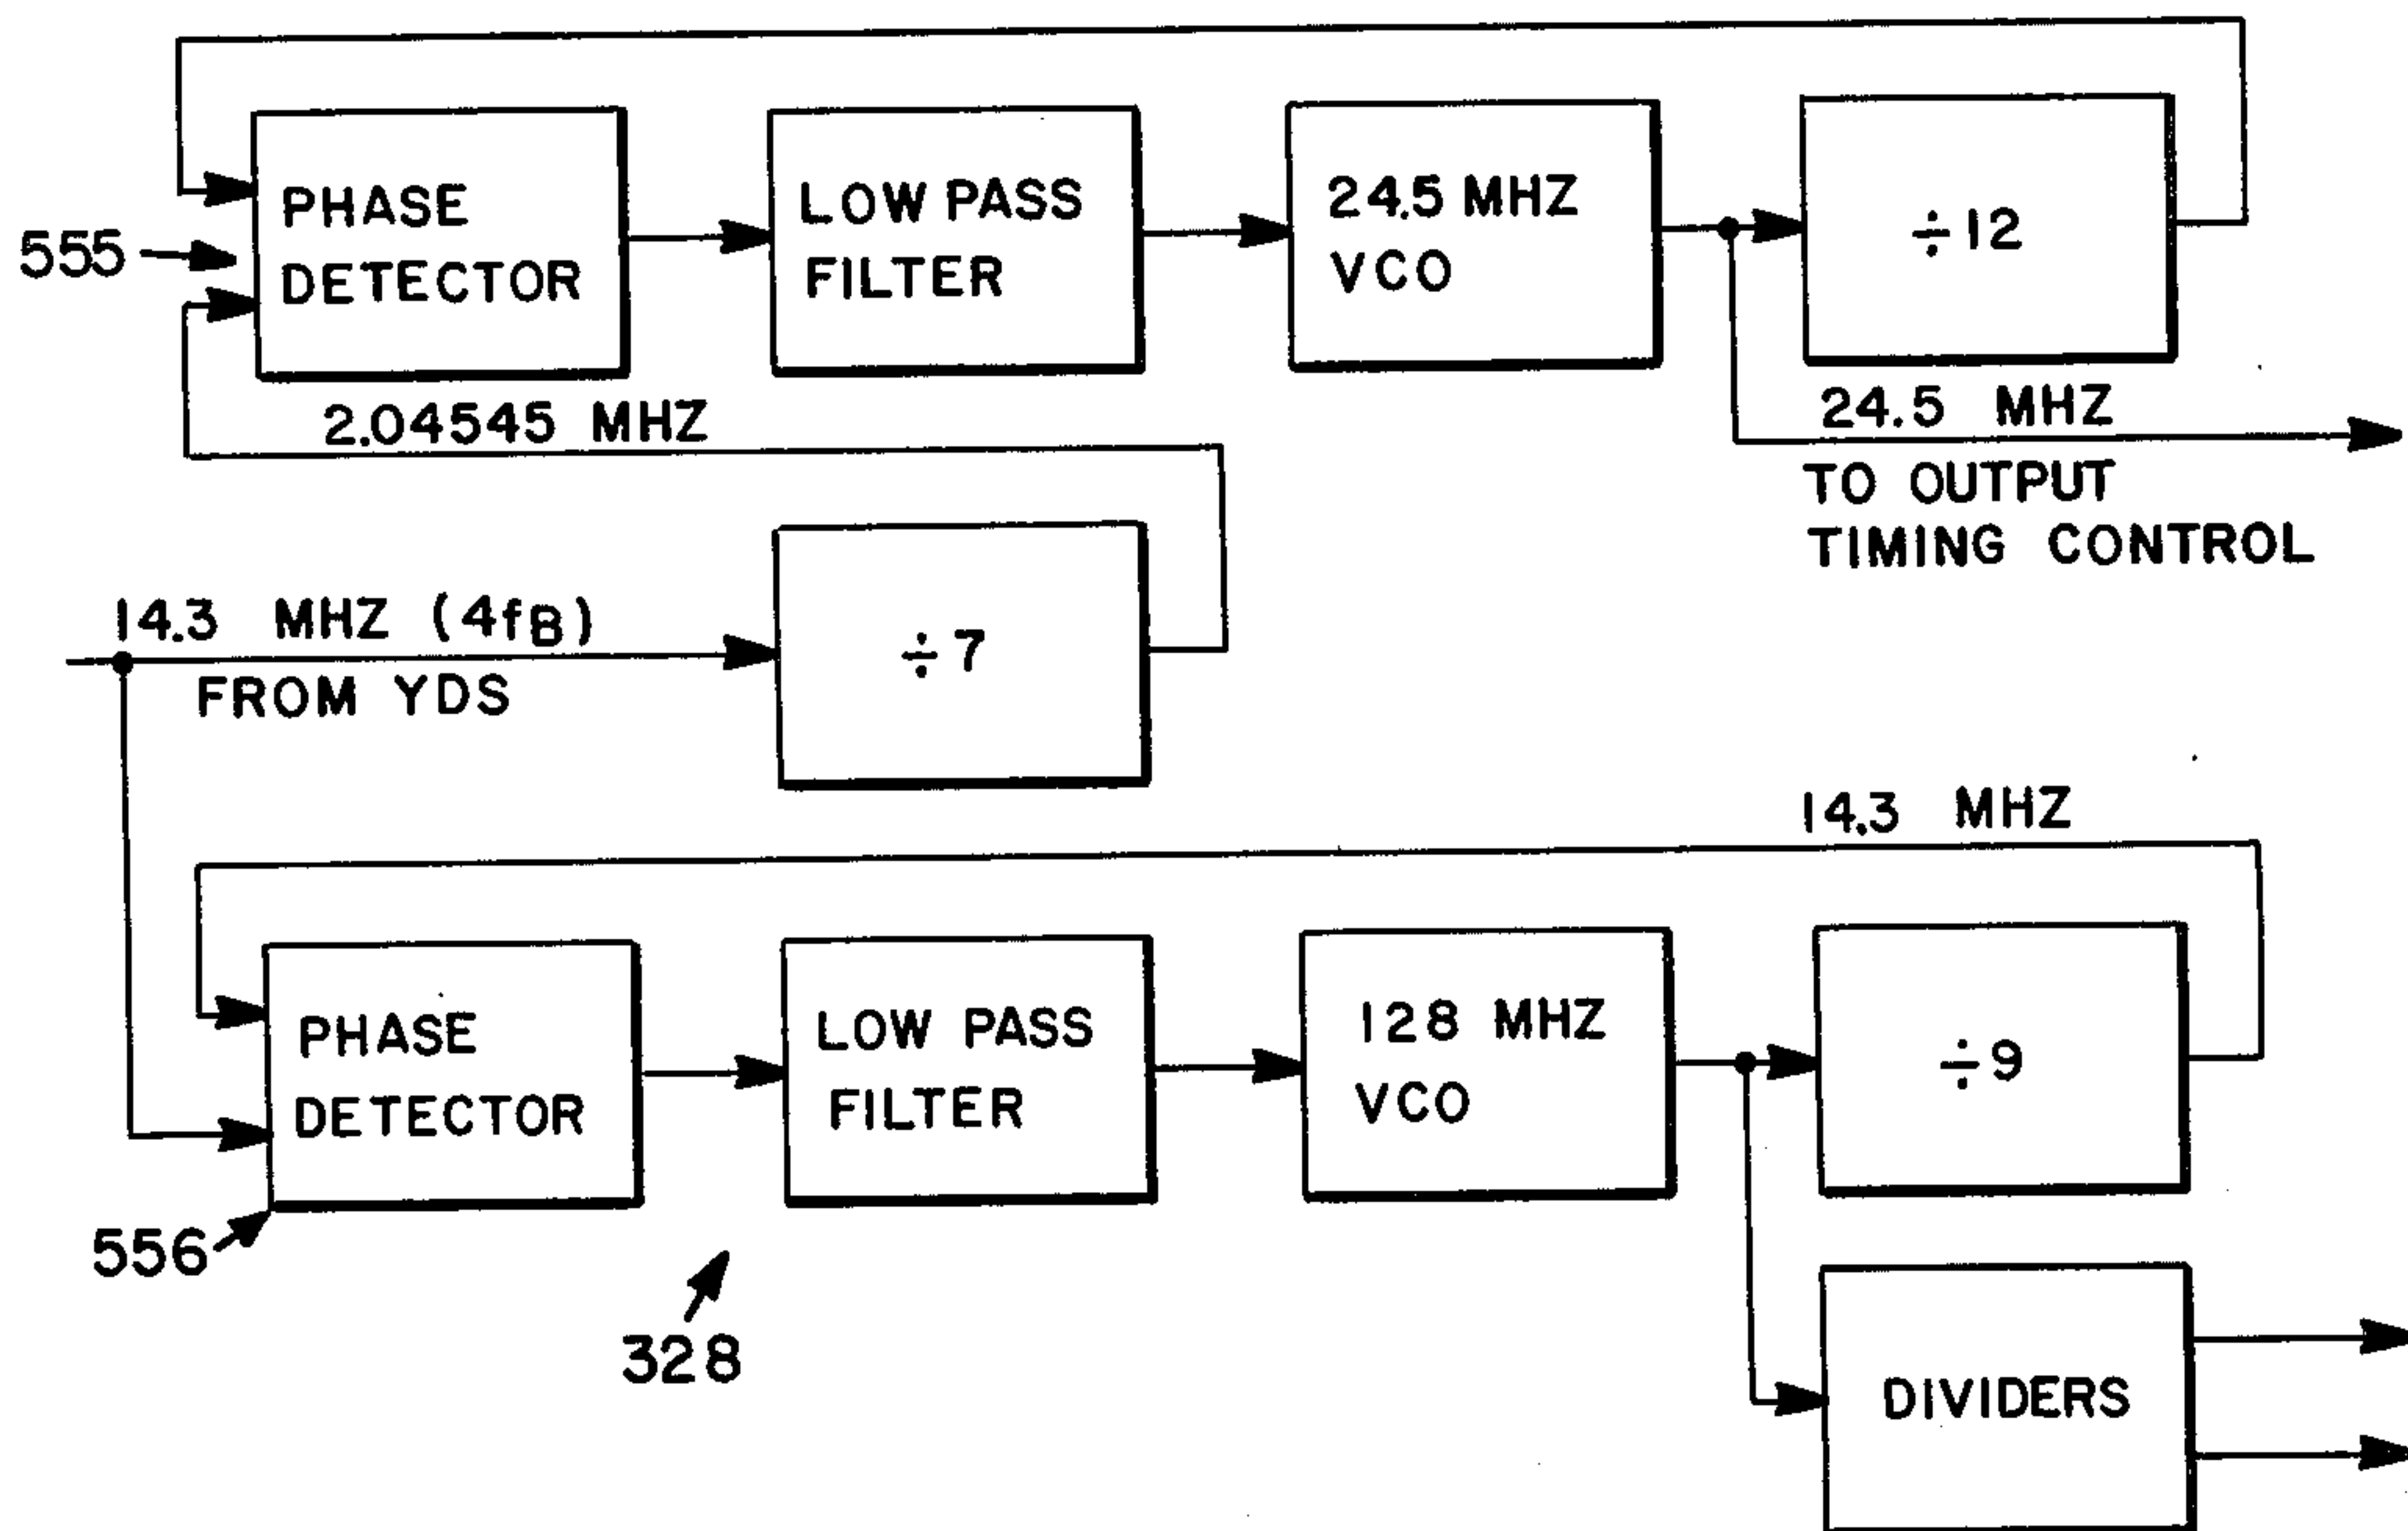 PHASE
DETECTOR
LOW PASS
FILTER
24.5 MHZ
VCO
÷12
555
2.04545 MHZ
24.5 MHZ
TO OUTPUT
TIMING CONTROL
14.3 MHZ (4fB)
FROM YDS
÷7
14.3 MHZ
PHASE
DETECTOR
LOW PASS
FILTER
128 MHZ
VCO
÷9
556
328
DIVIDERS